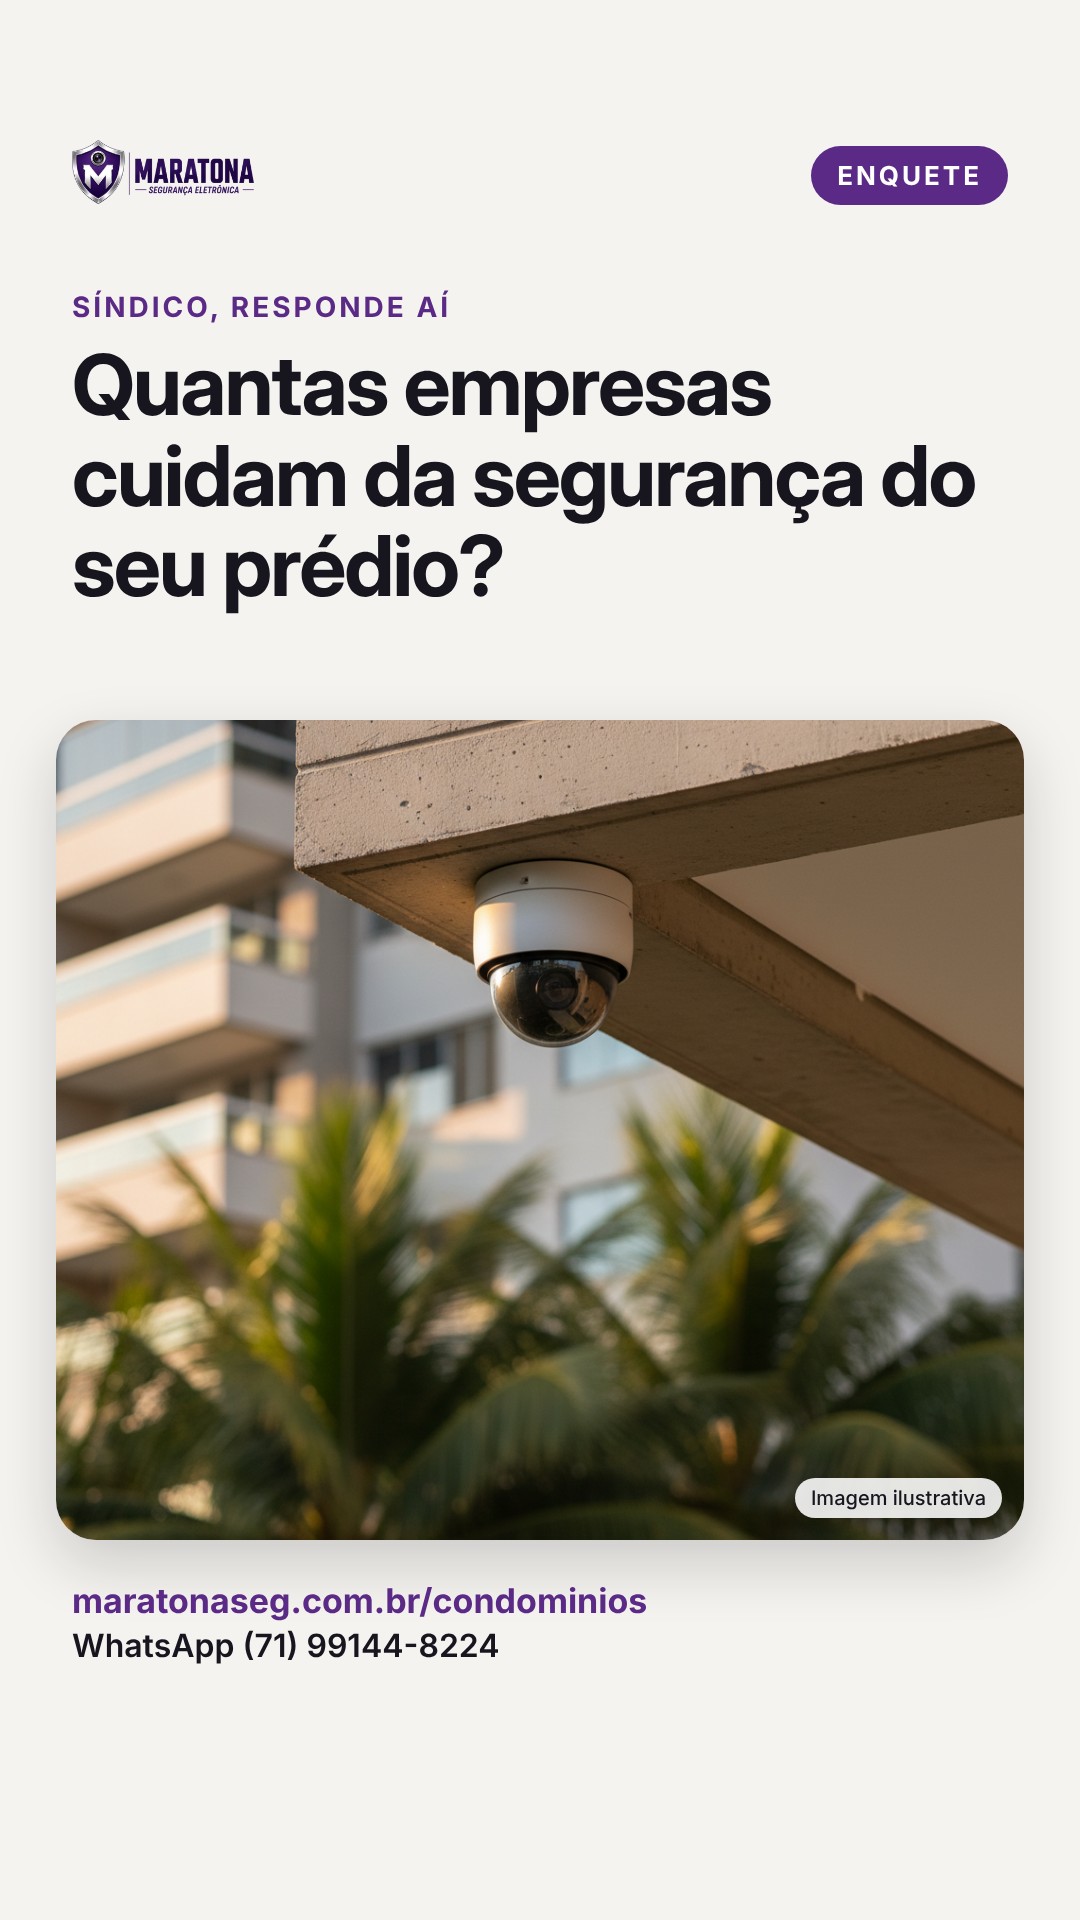 MARATONA
SEGURANÇA ELETRÔNICA
ENQUETE
SÍNDICO, RESPONDE AÍ
Quantas empresas
cuidam da segurança do
seu prédio?
Imagem ilustrativa
maratonaseg.com.br/condominios
WhatsApp (71) 99144-8224